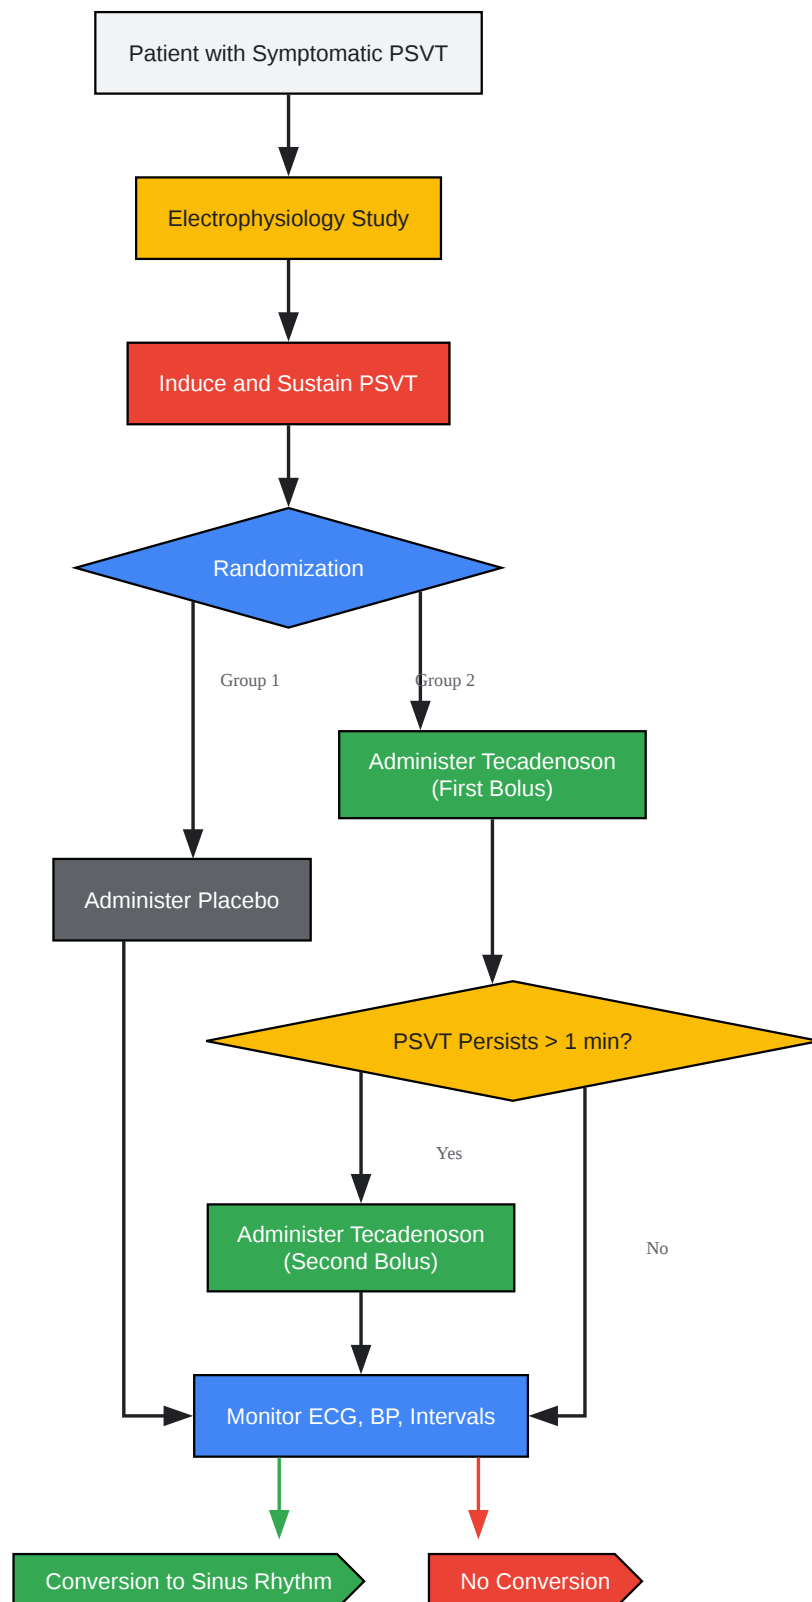 Patient with Symptomatic PSVT
Electrophysiology Study
Induce and Sustain PSVT
Randomization
Group 1
Group 2
Administer Tecadenoson
(First Bolus)
Administer Placebo
PSVT Persists > 1 min?
Yes
Administer Tecadenoson
(Second Bolus)
No
Monitor ECG, BP, Intervals
Conversion to Sinus Rhythm
No Conversion